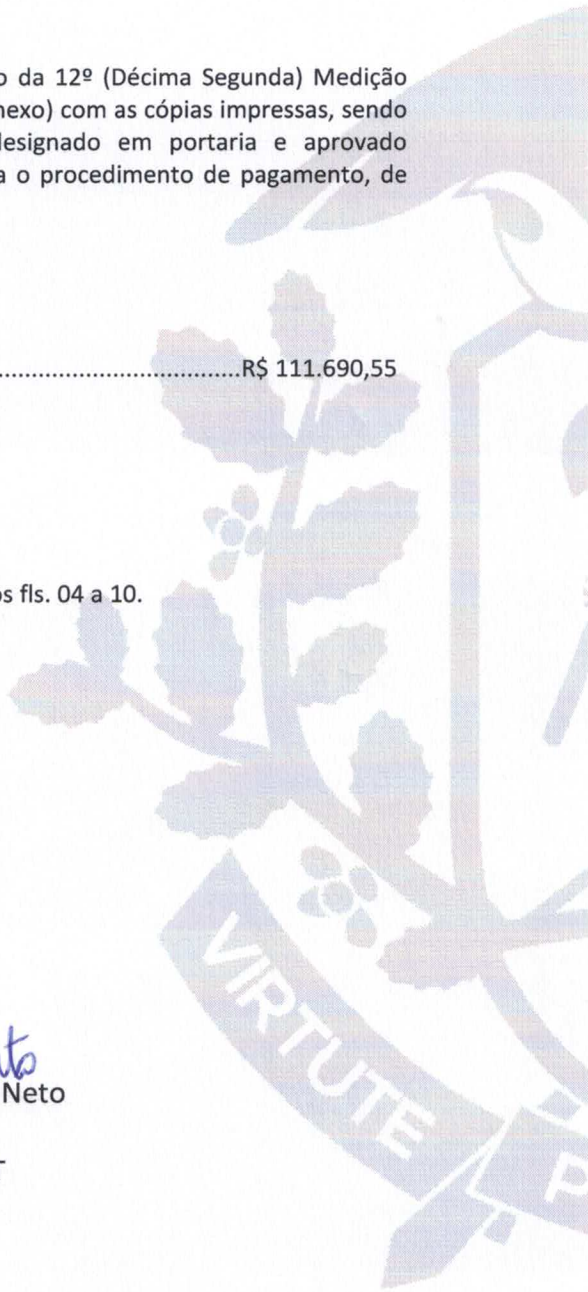 o da 12º (Décima Segunda) Medição
nexo) com as cópias impressas, sendo
esignado em portaria e aprovado
a o procedimento de pagamento, de
....................................................R$ 111.690,55
os fls. 04 a 10.
Neto
VIRTUTE
P